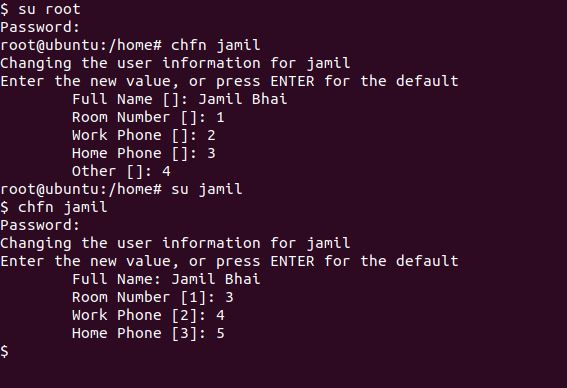 $ su root
Password:
root@ubuntu:/home# chfn jamil
Changing the user information for jamil
Enter the new value, or press ENTER for the default
        Full Name []: Jamil Bhai
        Room Number []: 1
        Work Phone []: 2
        Home Phone []: 3
        Other []: 4
root@ubuntu:/home# su jamil
$ chfn jamil
Password:
Changing the user information for jamil
Enter the new value, or press ENTER for the default
        Full Name: Jamil Bhai
        Room Number [1]: 3
        Work Phone [2]: 4
        Home Phone [3]: 5
$